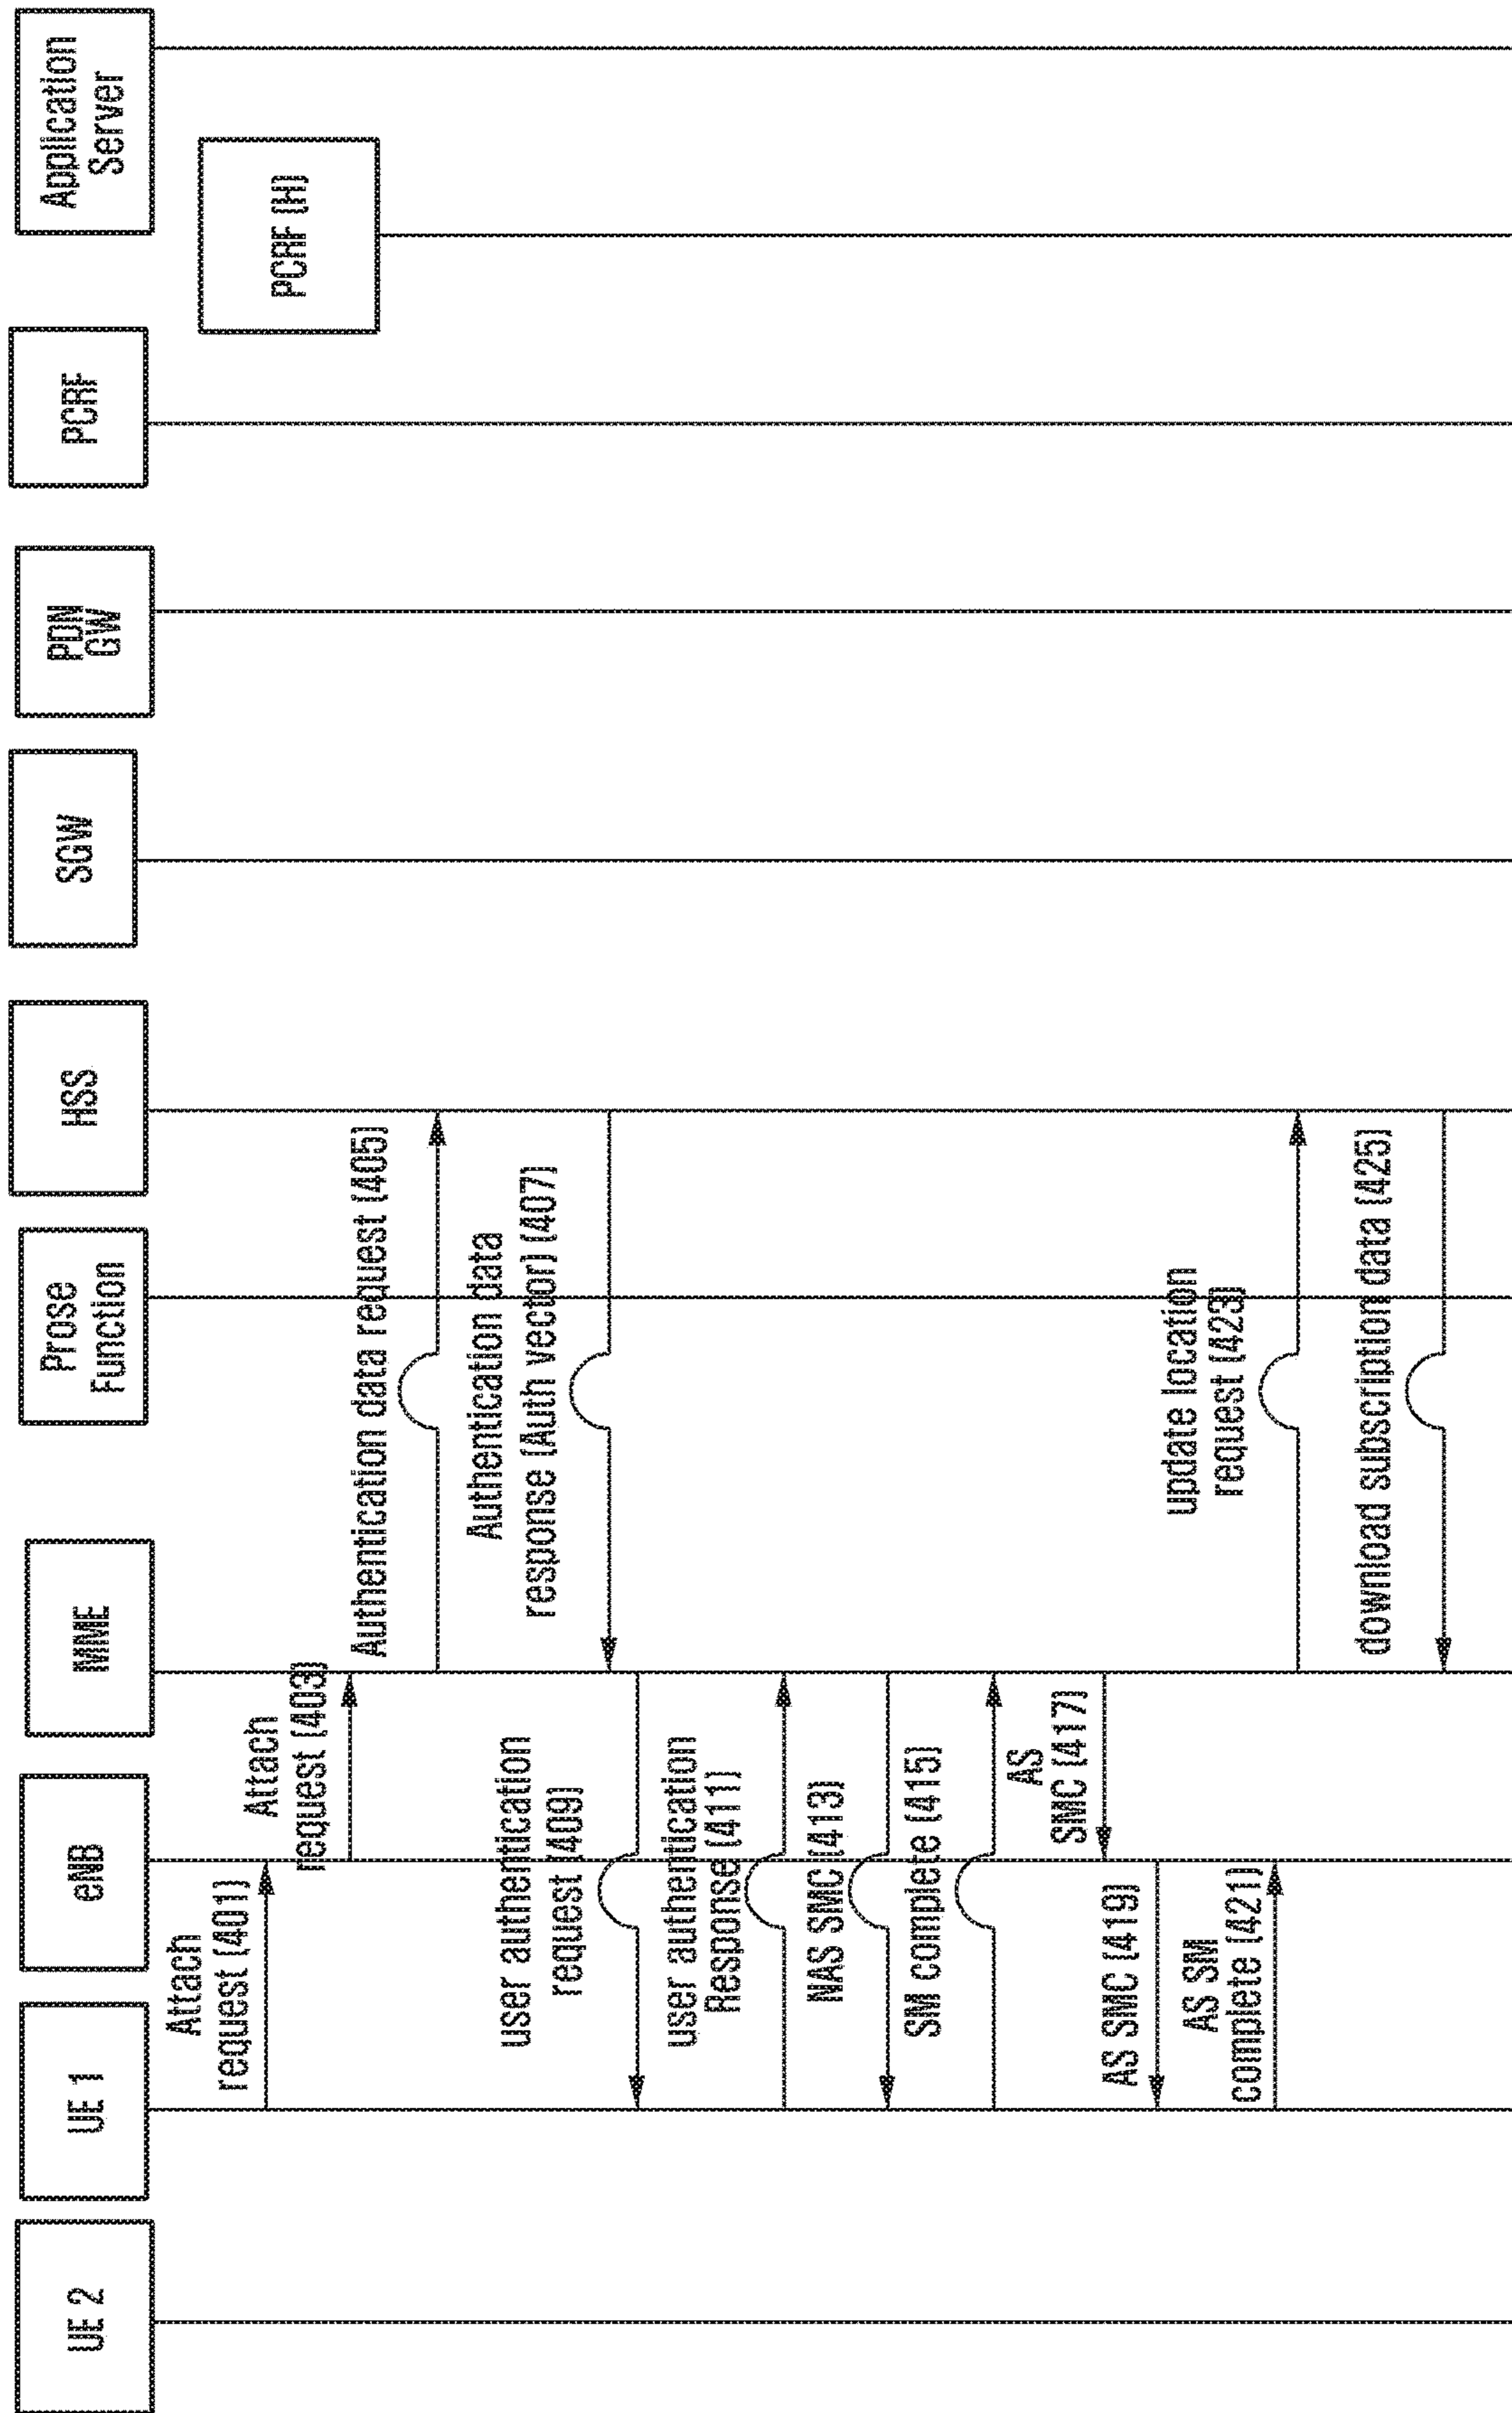 UE 2
UE 1
eNB
MME
Prose
Function
HSS
SGW
PDN
GW
PCRF
PCRF (H)
Application
Server
Attach
request (401)
Attach
request (403)
Authentication data request (405)
Authentication data
response (Auth vector) (407)
user authentication
request (409)
user authentication
Response (411)
NAS SMC (413)
SM complete (415)
AS
SMC (417)
AS SMC (419)
AS SM
complete (421)
update location
request (423)
download subscription data (425)